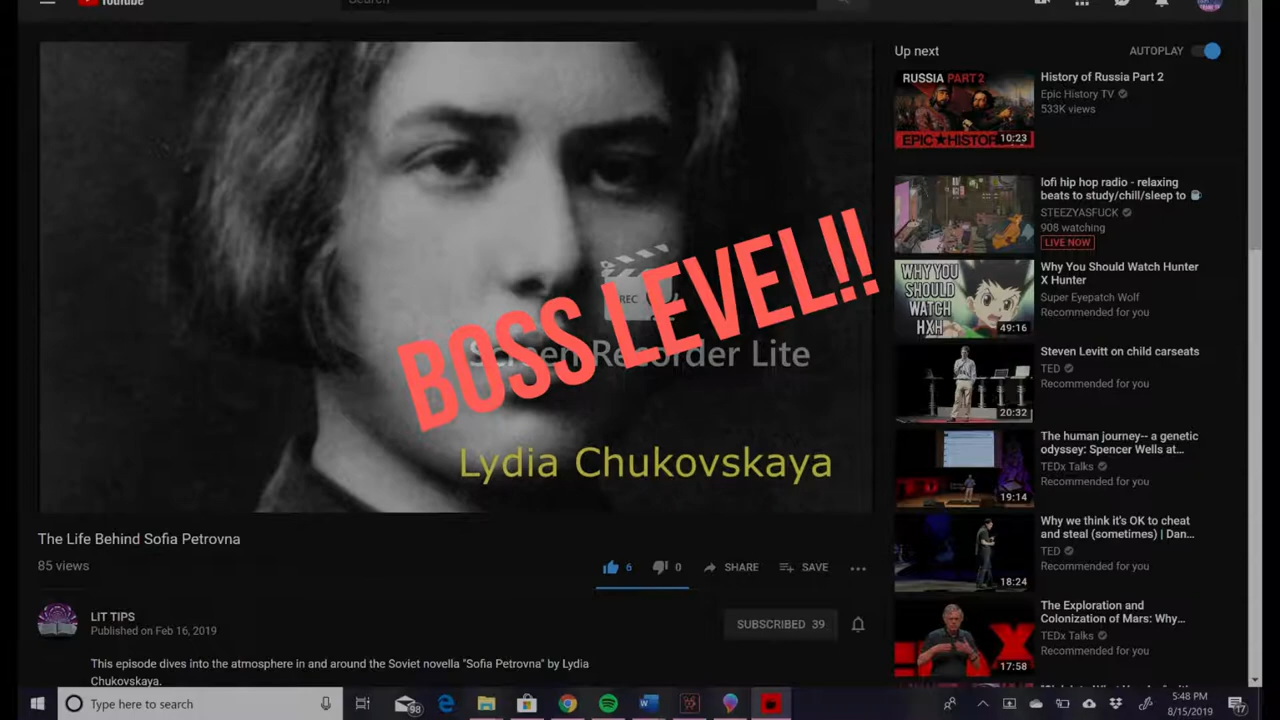 YouTube
Search
BOSS LEVEL!!
REC
Screen Recorder Lite
Lydia Chukovskaya
The Life Behind Sofia Petrovna
85 views
6
0
SHARE
SAVE
LIT TIPS
Published on Feb 16, 2019
SUBSCRIBED 39
This episode dives into the atmosphere in and around the Soviet novella "Sofia Petrovna" by Lydia
Chukovskaya.
Up next
AUTOPLAY
RUSSIA PART 2
EPIC HISTORY
10:23
History of Russia Part 2
Epic History TV
533K views
lofi hip hop radio - relaxing
beats to study/chill/sleep to
STEEZYASFUCK
908 watching
LIVE NOW
WHY YOU
SHOULD
WATCH
HXH
49:16
Why You Should Watch Hunter
X Hunter
Super Eyepatch Wolf
Recommended for you
20:32
Steven Levitt on child carseats
TED
Recommended for you
19:14
The human journey-- a genetic
odyssey: Spencer Wells at...
TEDx Talks
Recommended for you
18:24
Why we think it's OK to cheat
and steal (sometimes) | Dan...
TED
Recommended for you
17:58
The Exploration and
Colonization of Mars: Why...
TEDx Talks
Recommended for you
Type here to search
98
5:48 PM
8/15/2019
17